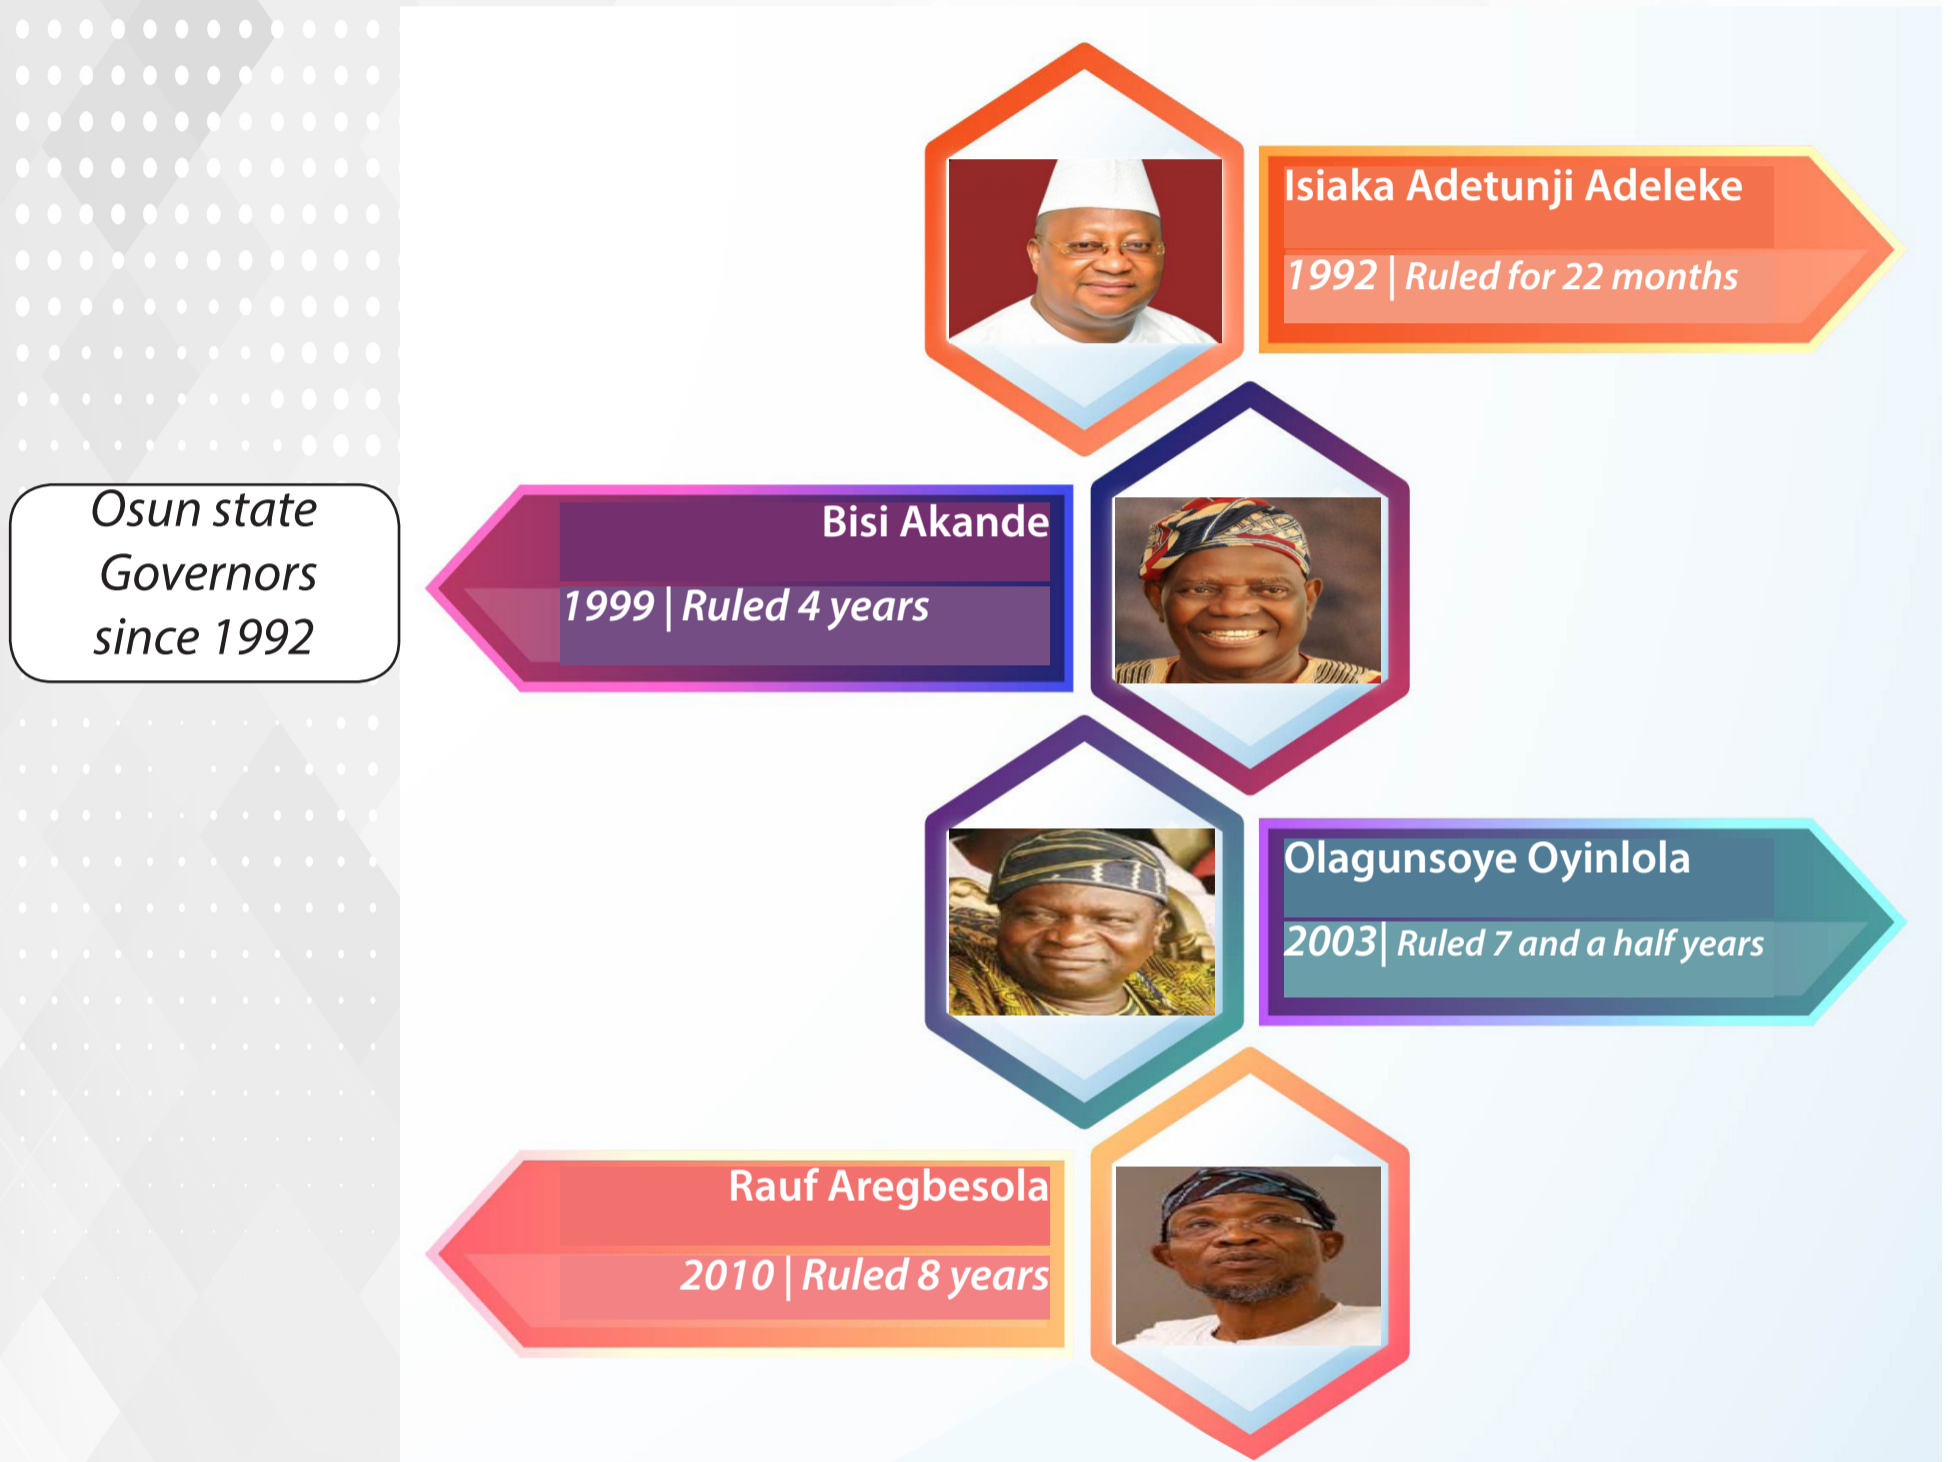 Osun state
Governors
since 1992
Isiaka Adetunji Adeleke
1992 | Ruled for 22 months
Bisi Akande
1999 | Ruled 4 years
Olagunsoye Oyinlola
2003| Ruled 7 and a half years
Rauf Aregbesola
2010 | Ruled 8 years